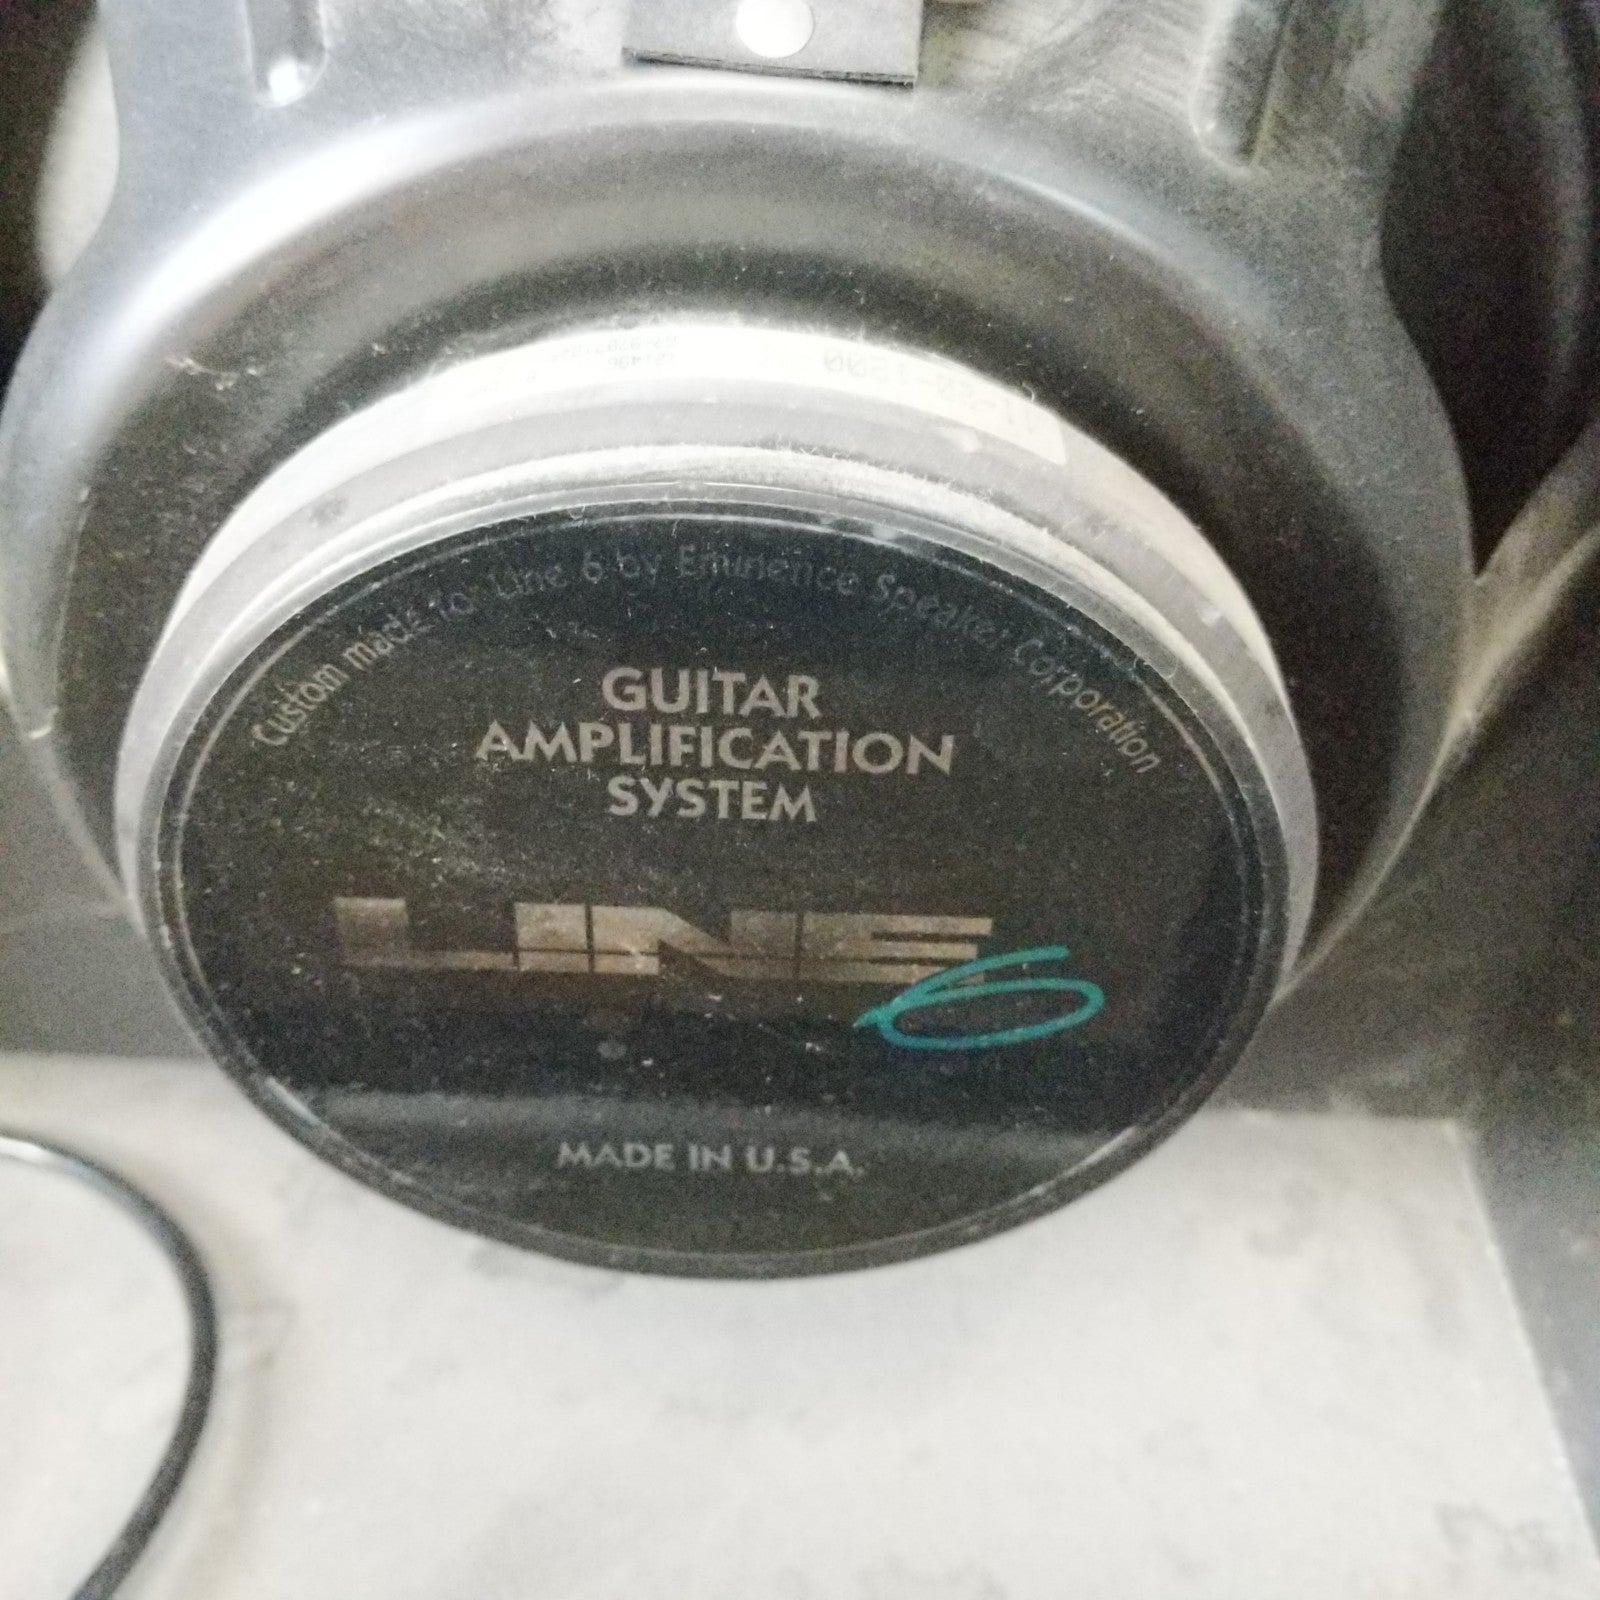 Custom made for Line 6 by Eminence Speaker Corporation
GUITAR
AMPLIFICATION
SYSTEM
LINE 6
MADE IN U.S.A.